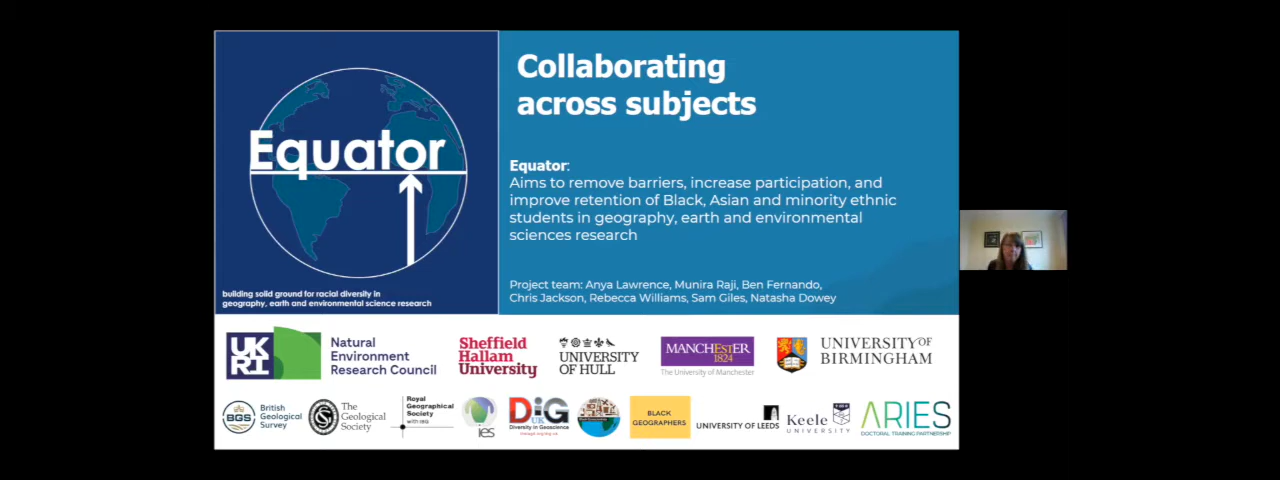 Collaborating
across subjects
Equator
Equator:
Aims to remove barriers, increase participation, and
improve retention of Black, Asian and minority ethnic
students in geography, earth and environmental
sciences research
building solid ground for racial diversity in
geography, earth and environmental science research
Project team: Anya Lawrence, Munira Raji, Ben Fernando,
Chris Jackson, Rebecca Williams, Sam Giles, Natasha Dowey
UK
RI
Natural
Environment
Research Council
Sheffield
Hallam
University
UNIVERSITY
OF HULL
MANCHESTER
1824
The University of Manchester
UNIVERSITY OF
BIRMINGHAM
BGS
British
Geological
Survey
The
Geological
Society
Royal
Geographical
Society
with IBG
ies
DiG
UK
Diversity in Geoscience
BLACK
GEOGRAPHERS
UNIVERSITY OF LEEDS
Keele
UNIVERSITY
ARIES
DOCTORAL TRAINING PARTNERSHIP